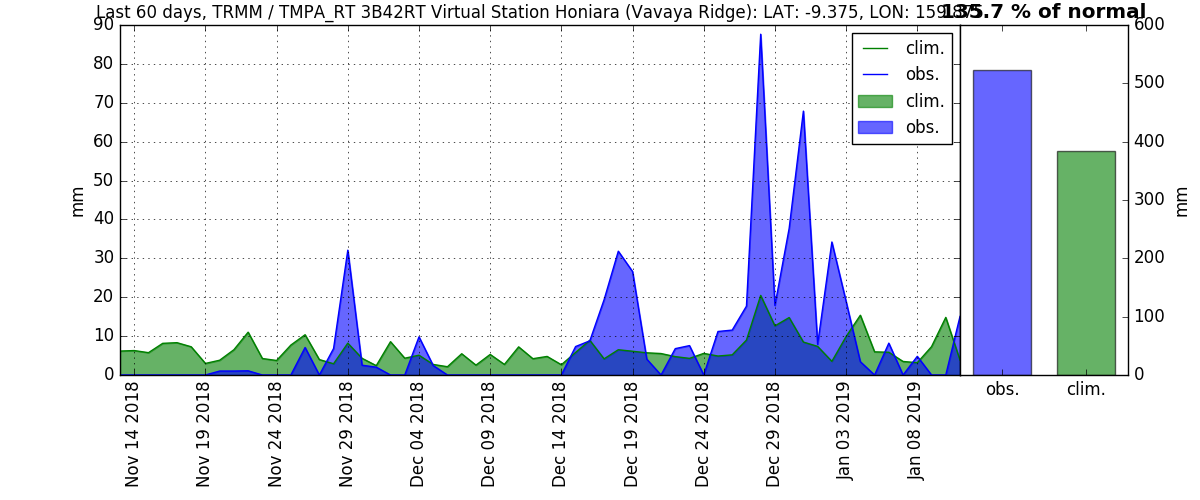 Last 60 days, TRMM / TMPA_RT 3B42RT Virtual Station Honiara (Vavaya Ridge): LAT: -9.375, LON: 159.875
135.7 % of normal
90
80
70
60
50
40
30
20
10
0
mm
clim.
obs.
clim.
obs.
Nov 14 2018
Nov 19 2018
Nov 24 2018
Nov 29 2018
Dec 04 2018
Dec 09 2018
Dec 14 2018
Dec 19 2018
Dec 24 2018
Dec 29 2018
Jan 03 2019
Jan 08 2019
600
500
400
300
200
100
0
mm
obs.
clim.